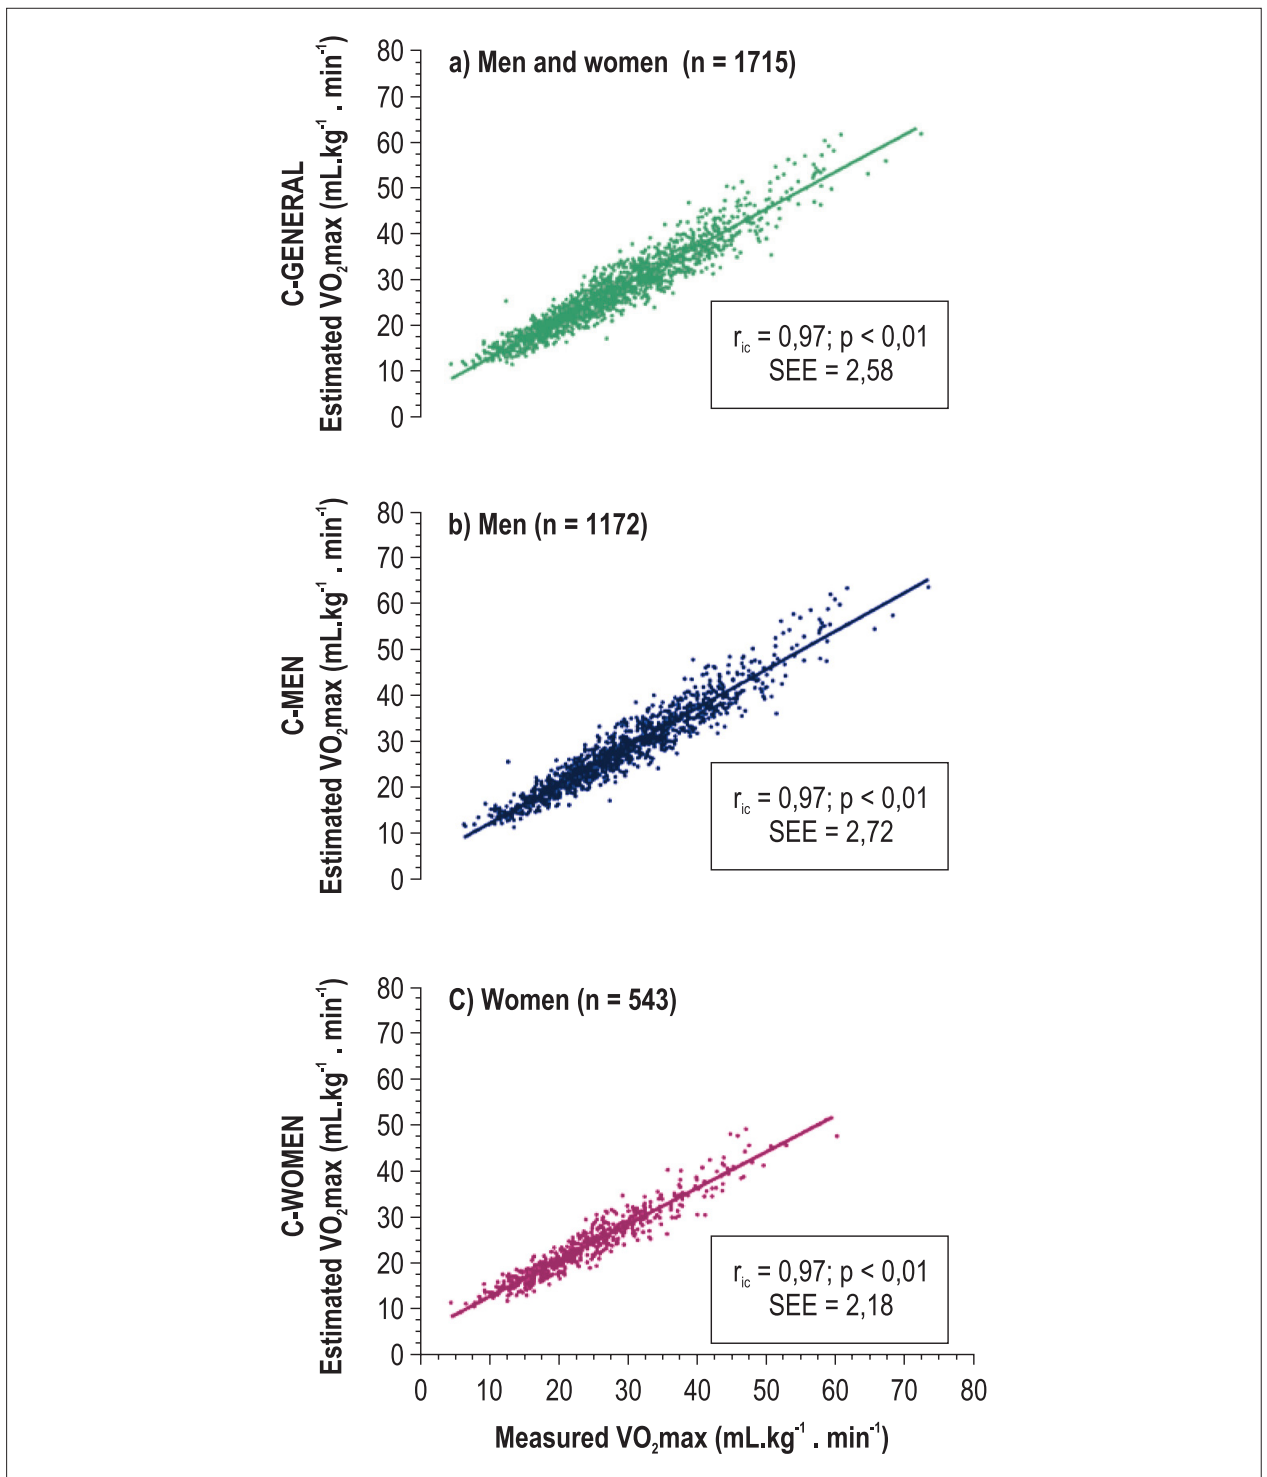 a) Men and women (n = 1715)
C-GENERAL
Estimated VO₂max (mL.kg⁻¹ . min⁻¹)
80
70
60
50
40
30
20
10
0
r_ic = 0,97; p < 0,01
SEE = 2,58
b) Men (n = 1172)
C-MEN
Estimated VO₂max (mL.kg⁻¹ . min⁻¹)
80
70
60
50
40
30
20
10
0
r_ic = 0,97; p < 0,01
SEE = 2,72
C) Women (n = 543)
C-WOMEN
Estimated VO₂max (mL.kg⁻¹ . min⁻¹)
80
70
60
50
40
30
20
10
0
r_ic = 0,97; p < 0,01
SEE = 2,18
0 10 20 30 40 50 60 70 80
Measured VO₂max (mL.kg⁻¹ . min⁻¹)